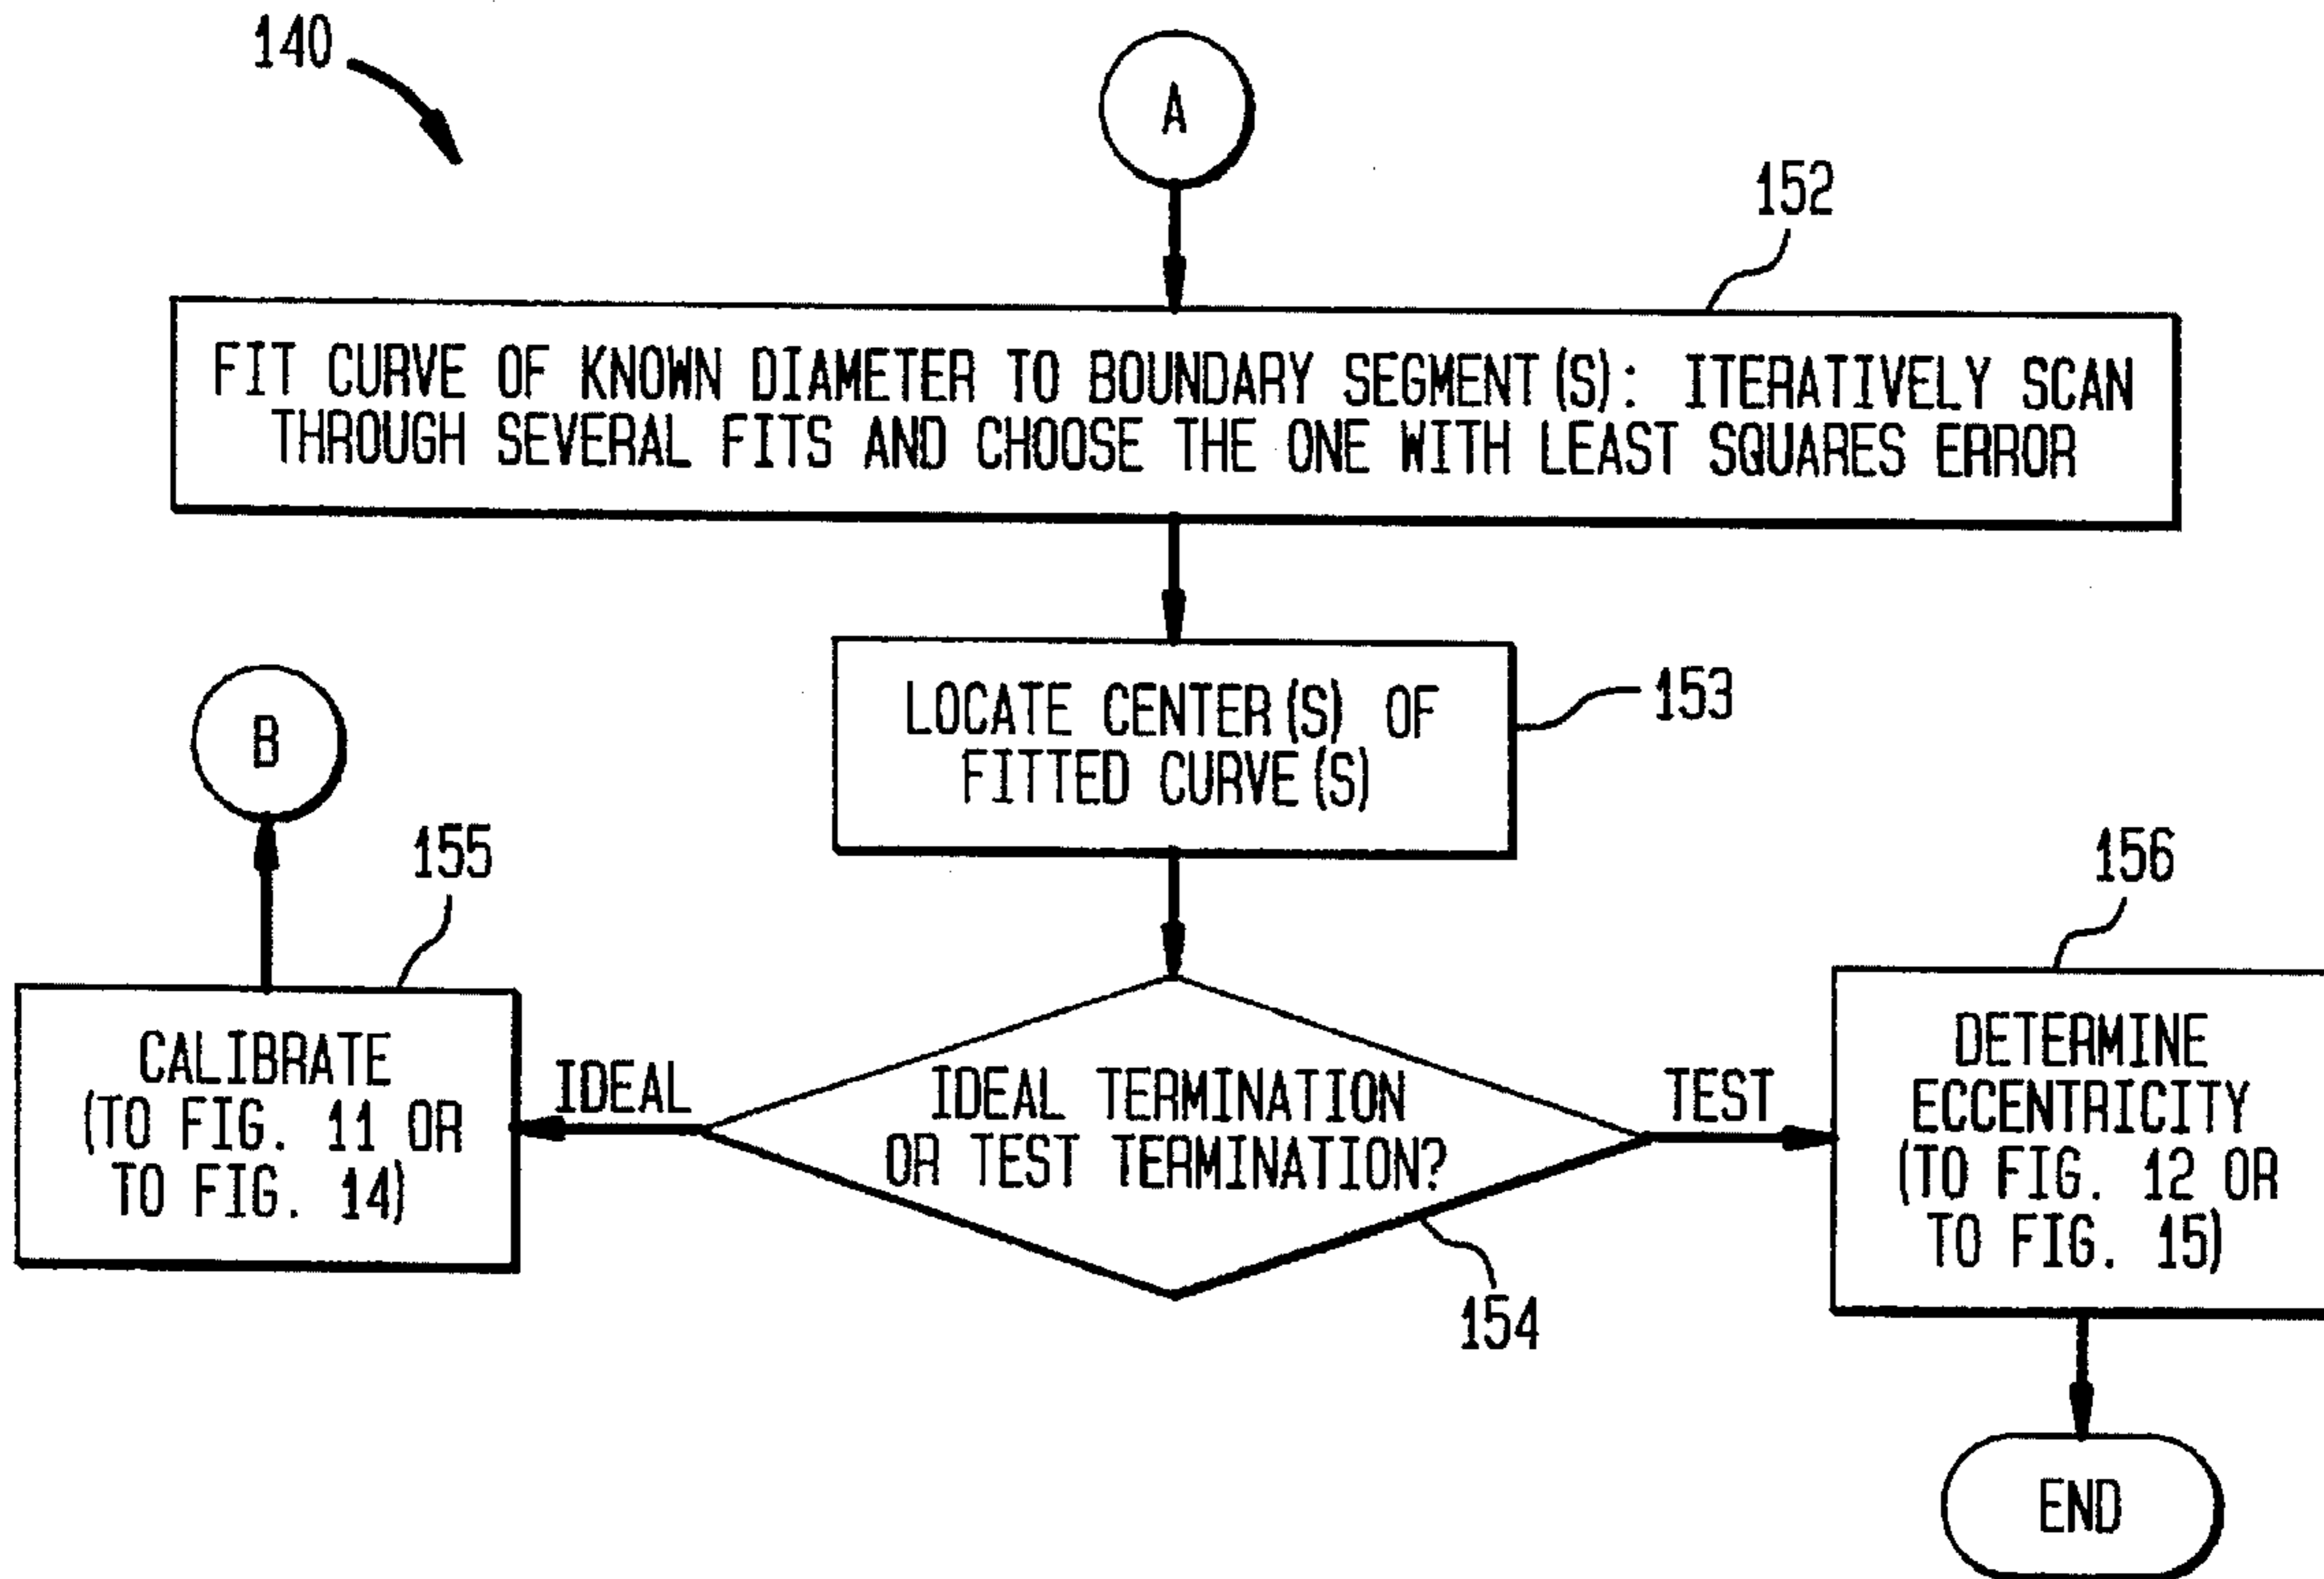 140
A
152
FIT CURVE OF KNOWN DIAMETER TO BOUNDARY SEGMENT(S): ITERATIVELY SCAN
THROUGH SEVERAL FITS AND CHOOSE THE ONE WITH LEAST SQUARES ERROR
LOCATE CENTER(S) OF
FITTED CURVE(S)
153
B
155
156
CALIBRATE
(TO FIG. 11 OR
TO FIG. 14)
IDEAL
IDEAL TERMINATION
OR TEST TERMINATION?
TEST
DETERMINE
ECCENTRICITY
(TO FIG. 12 OR
TO FIG. 15)
154
END